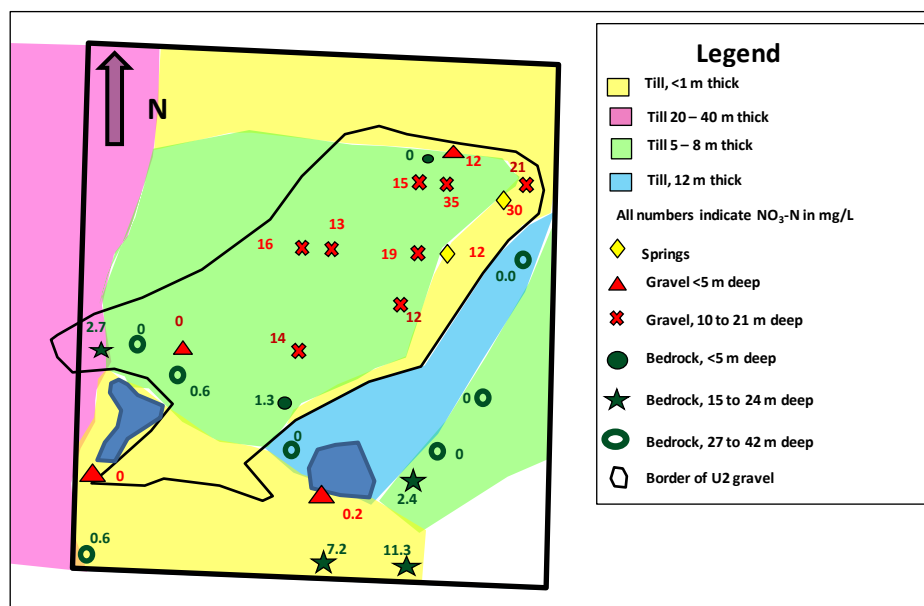 N
0
12
21
15
35
30
13
16
19
12
0.0
12
2.7
0
0
14
0.6
1.3
0
0
0
0
2.4
0.2
0.6
7.2
11.3
Legend
Till, <1 m thick
Till 20 – 40 m thick
Till 5 – 8 m thick
Till, 12 m thick
All numbers indicate NO₃-N in mg/L
Springs
Gravel <5 m deep
Gravel, 10 to 21 m deep
Bedrock, <5 m deep
Bedrock, 15 to 24 m deep
Bedrock, 27 to 42 m deep
Border of U2 gravel